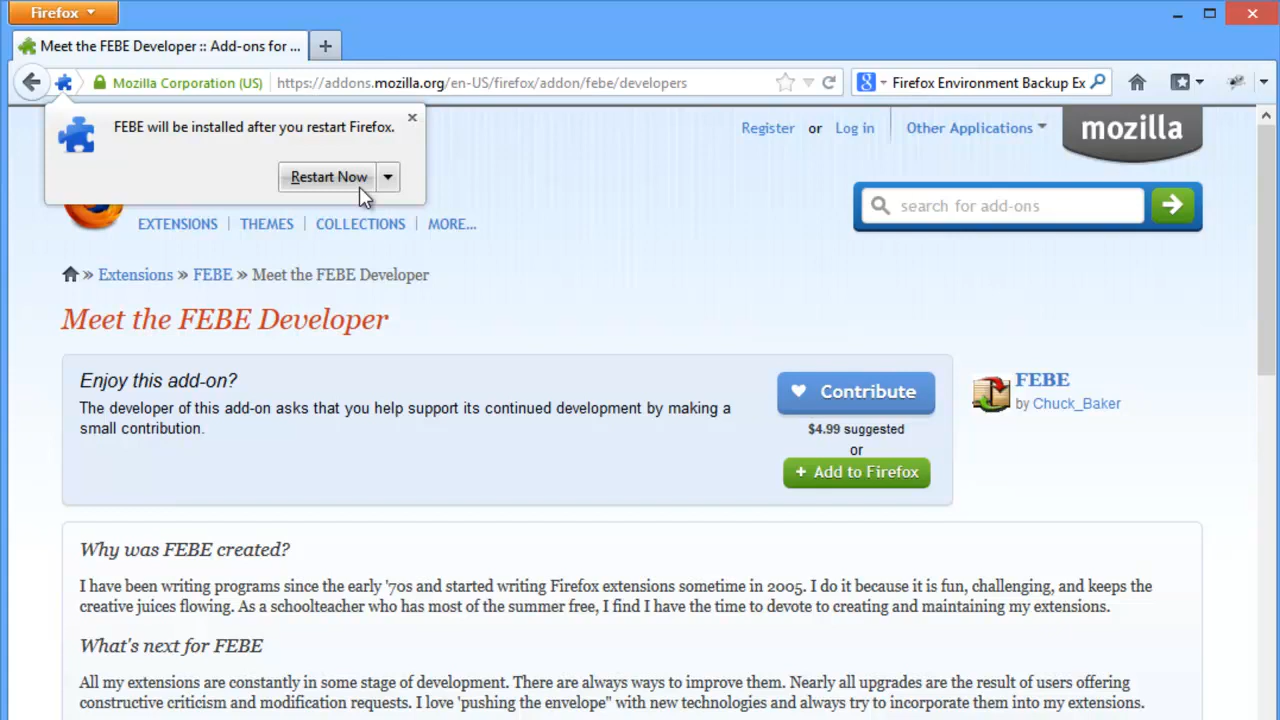 Firefox
Meet the FEBE Developer :: Add-ons for ...
Mozilla Corporation (US) https://addons.mozilla.org/en-US/firefox/addon/febe/developers
Firefox Environment Backup Ex
FEBE will be installed after you restart Firefox.
Restart Now
Register or Log in Other Applications
mozilla
EXTENSIONS THEMES COLLECTIONS MORE...
search for add-ons
» Extensions » FEBE » Meet the FEBE Developer
Meet the FEBE Developer
Enjoy this add-on?
The developer of this add-on asks that you help support its continued development by making a
small contribution.
Contribute
$4.99 suggested
or
+ Add to Firefox
FEBE
by Chuck_Baker
Why was FEBE created?
I have been writing programs since the early '70s and started writing Firefox extensions sometime in 2005. I do it because it is fun, challenging, and keeps the
creative juices flowing. As a schoolteacher who has most of the summer free, I find I have the time to devote to creating and maintaining my extensions.
What's next for FEBE
All my extensions are constantly in some stage of development. There are always ways to improve them. Nearly all upgrades are the result of users offering
constructive criticism and modification requests. I love 'pushing the envelope" with new technologies and always try to incorporate them into my extensions.